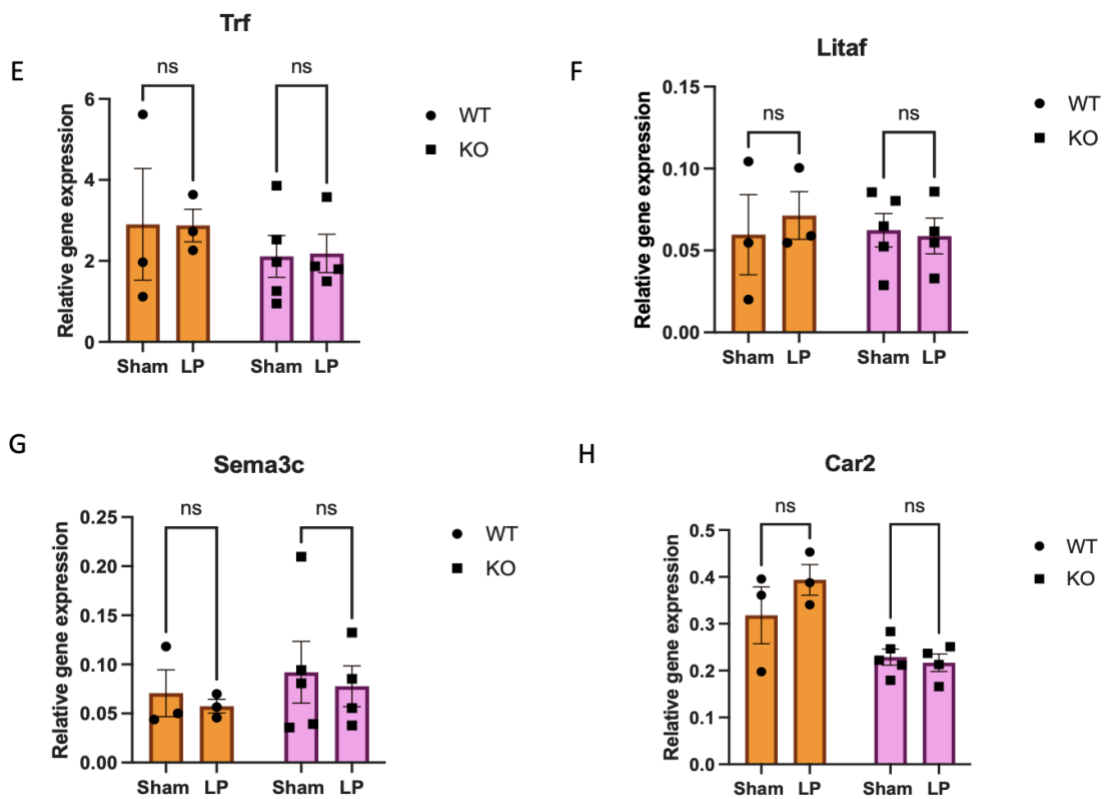 Trf
E
ns
ns
6
4
2
0
Relative gene expression
Sham LP
Sham LP
WT
KO
Litaf
F
ns
ns
0.15
0.10
0.05
0.00
Relative gene expression
Sham LP
Sham LP
WT
KO
G
Sema3c
ns
ns
0.25
0.20
0.15
0.10
0.05
0.00
Relative gene expression
Sham LP
Sham LP
WT
KO
H
Car2
ns
ns
0.5
0.4
0.3
0.2
0.1
0.0
Relative gene expression
Sham LP
Sham LP
WT
KO